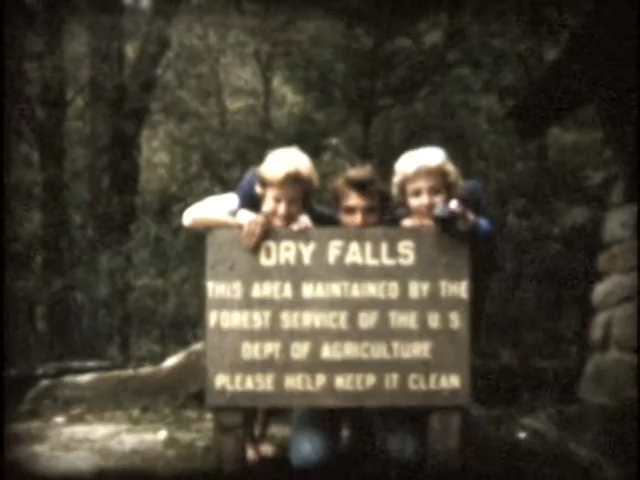 DRY FALLS
THIS AREA MAINTAINED BY THE
FOREST SERVICE OF THE U.S.
DEPT. OF AGRICULTURE
PLEASE HELP KEEP IT CLEAN